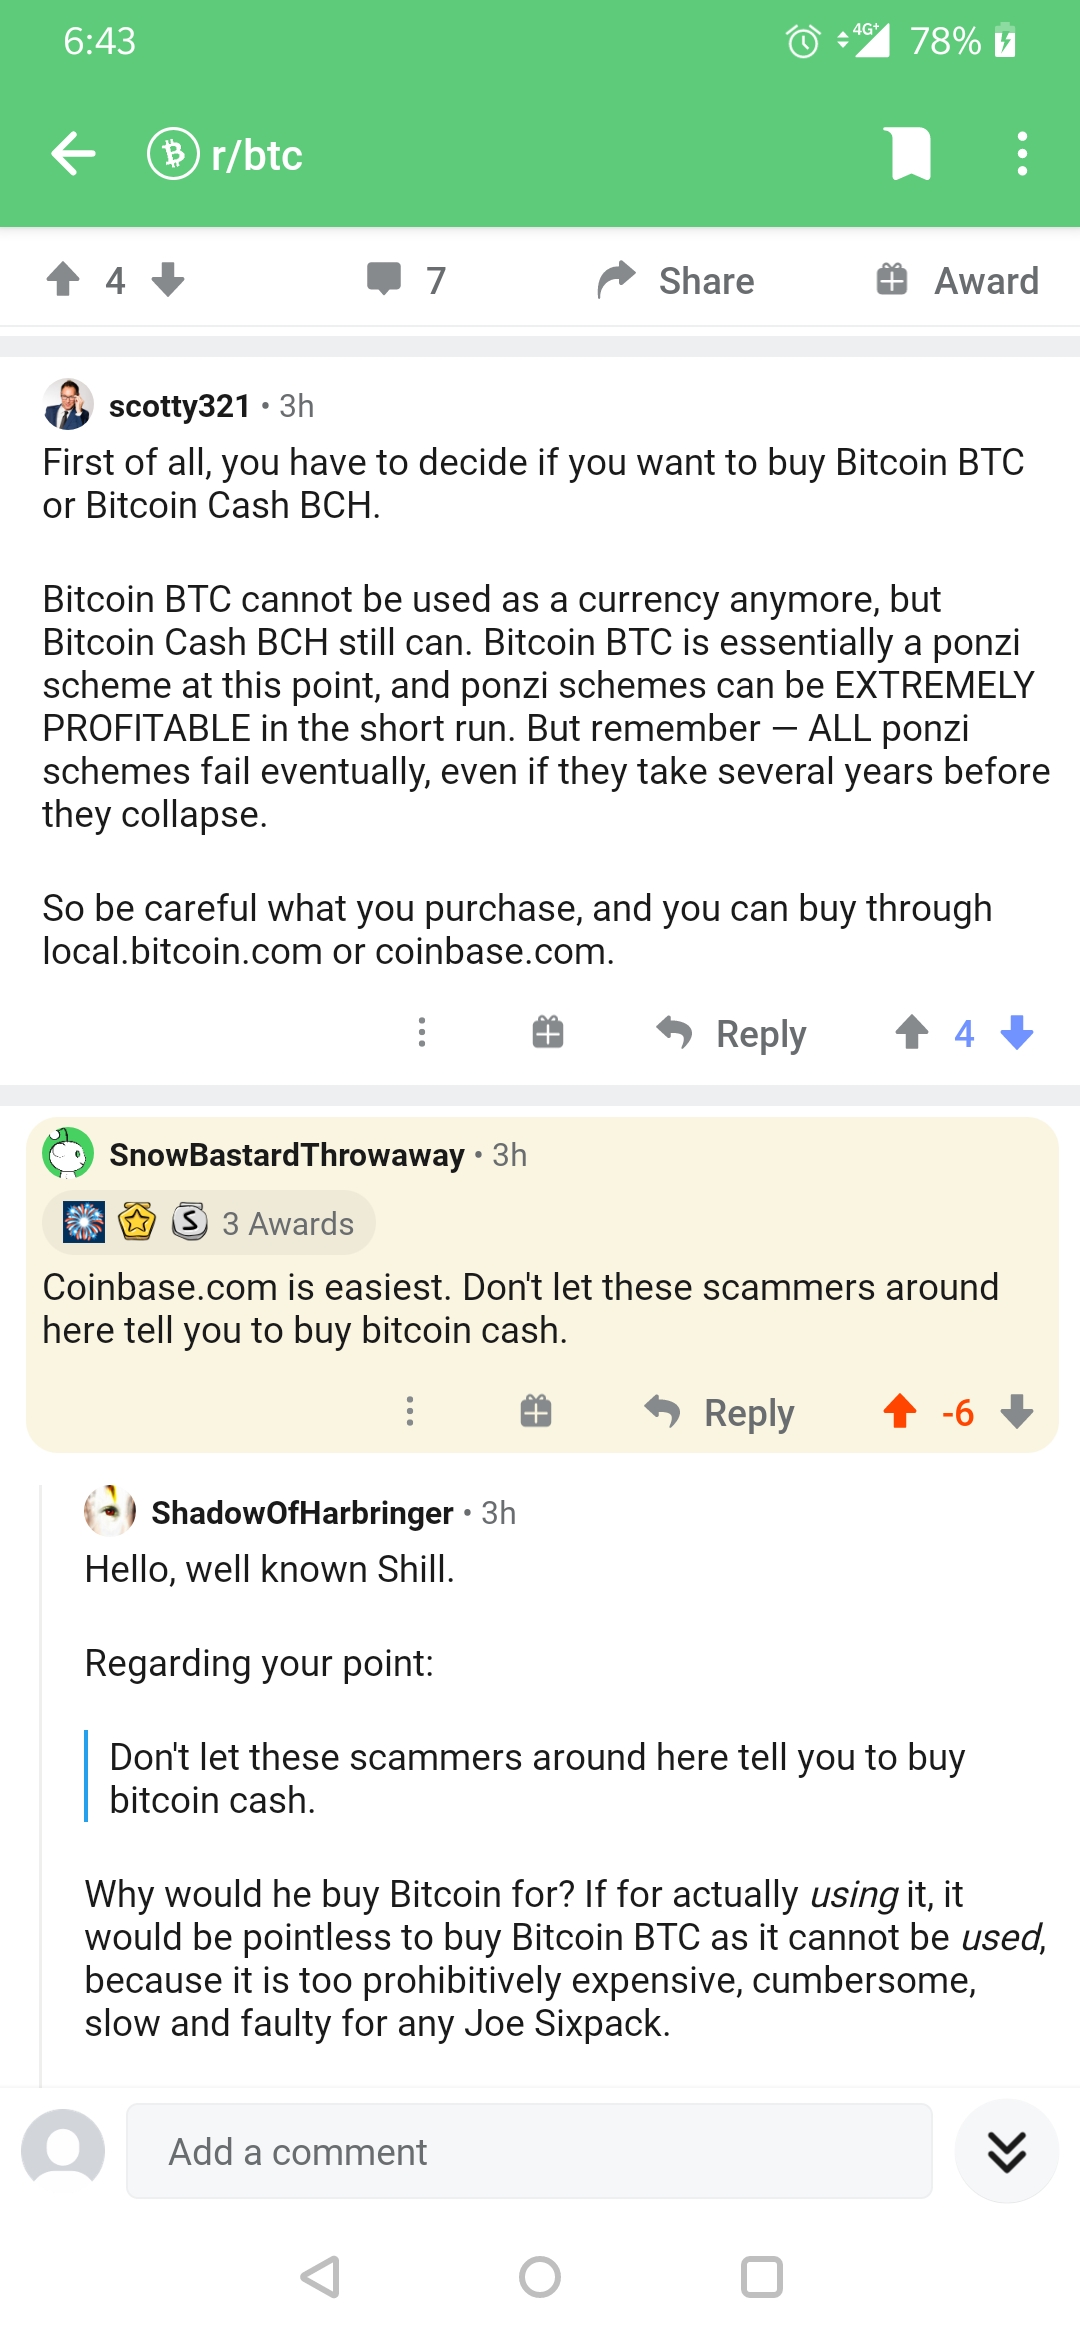 6:43
4G+ 78%
r/btc
4
7
Share
Award
scotty321 • 3h
First of all, you have to decide if you want to buy Bitcoin BTC
or Bitcoin Cash BCH.
Bitcoin BTC cannot be used as a currency anymore, but
Bitcoin Cash BCH still can. Bitcoin BTC is essentially a ponzi
scheme at this point, and ponzi schemes can be EXTREMELY
PROFITABLE in the short run. But remember — ALL ponzi
schemes fail eventually, even if they take several years before
they collapse.
So be careful what you purchase, and you can buy through
local.bitcoin.com or coinbase.com.
Reply
4
SnowBastardThrowaway • 3h
S 3 Awards
Coinbase.com is easiest. Don't let these scammers around
here tell you to buy bitcoin cash.
Reply
-6
ShadowOfHarbringer • 3h
Hello, well known Shill.
Regarding your point:
Don't let these scammers around here tell you to buy
bitcoin cash.
Why would he buy Bitcoin for? If for actually using it, it
would be pointless to buy Bitcoin BTC as it cannot be used,
because it is too prohibitively expensive, cumbersome,
slow and faulty for any Joe Sixpack.
Add a comment